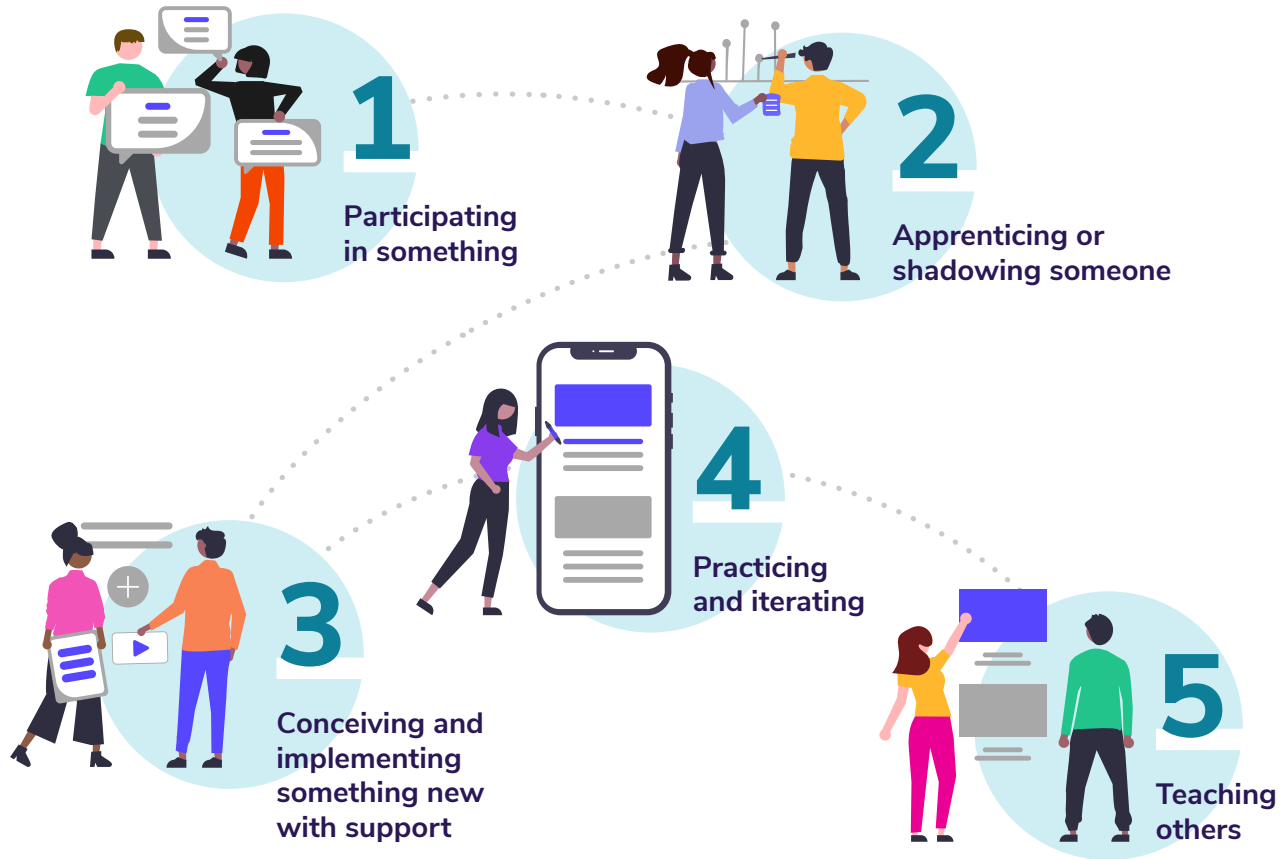 1
Participating
in something
2
Apprenticing or
shadowing someone
3
Conceiving and
implementing
something new
with support
4
Practicing
and iterating
5
Teaching
others